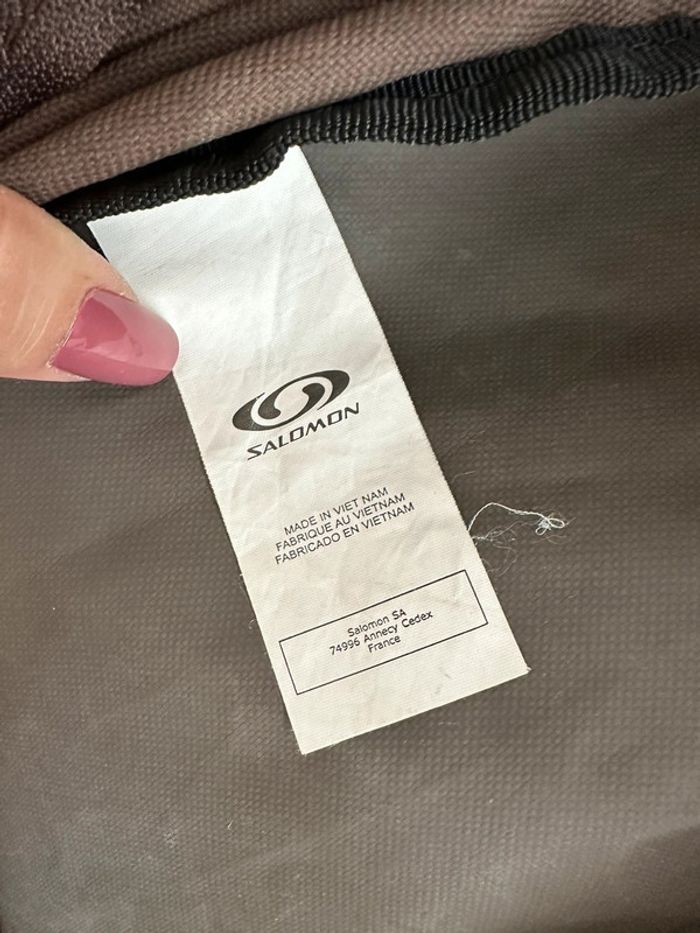 SALOMON
MADE IN VIET NAM
FABRIQUE AU VIETNAM
FABRICADO EN VIETNAM
Salomon SA
74996 Annecy Cedex
France